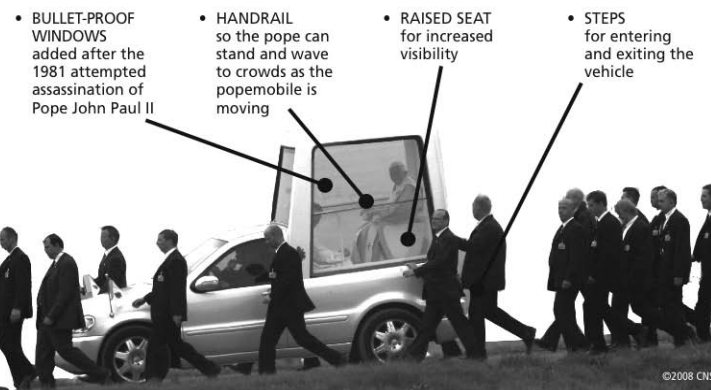 • BULLET-PROOF
WINDOWS
added after the
1981 attempted
assassination of
Pope John Paul II
• HANDRAIL
so the pope can
stand and wave
to crowds as the
popemobile is
moving
• RAISED SEAT
for increased
visibility
• STEPS
for entering
and exiting the
vehicle
©2008 CNS